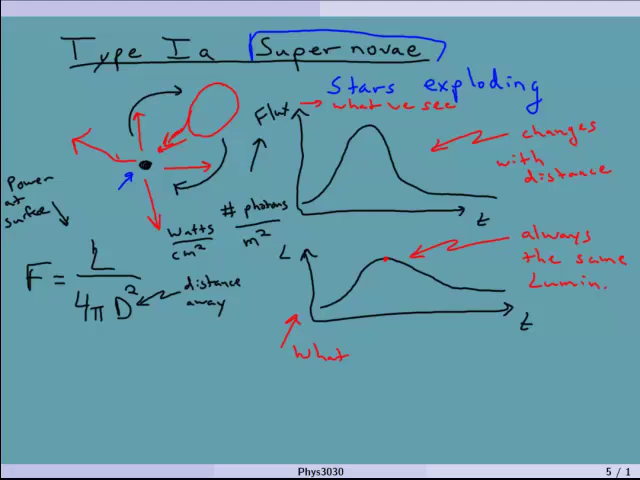 Type Ia Supernovae
Stars exploding
Flux → what we see
changes
with
distance
t
Power
at
surface
Watts
cm²
# photons
m²
F = L
4π D²
distance
away
L
always
the same
Lumin.
t
What
Phys3030
5 / 1